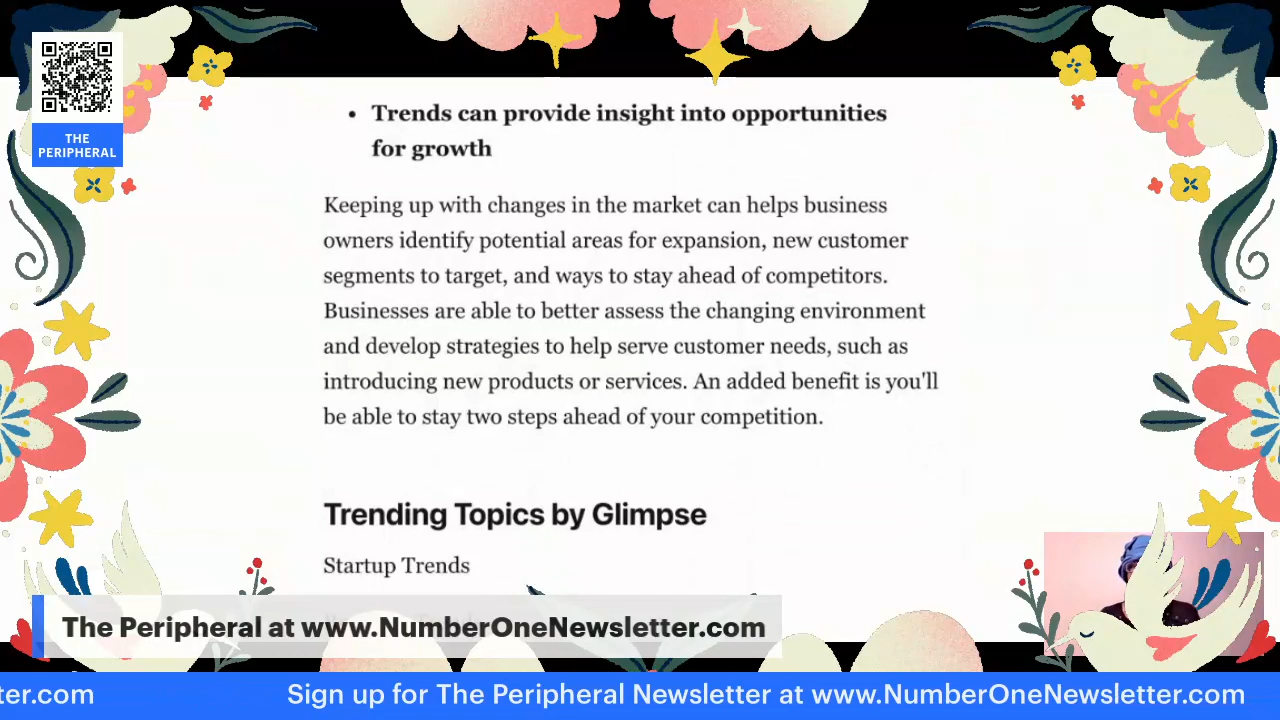 THE
PERIPHERAL
• Trends can provide insight into opportunities
for growth
Keeping up with changes in the market can helps business
owners identify potential areas for expansion, new customer
segments to target, and ways to stay ahead of competitors.
Businesses are able to better assess the changing environment
and develop strategies to help serve customer needs, such as
introducing new products or services. An added benefit is you'll
be able to stay two steps ahead of your competition.
Trending Topics by Glimpse
Startup Trends
The Peripheral at www.NumberOneNewsletter.com
ter.com Sign up for The Peripheral Newsletter at www.NumberOneNewsletter.com